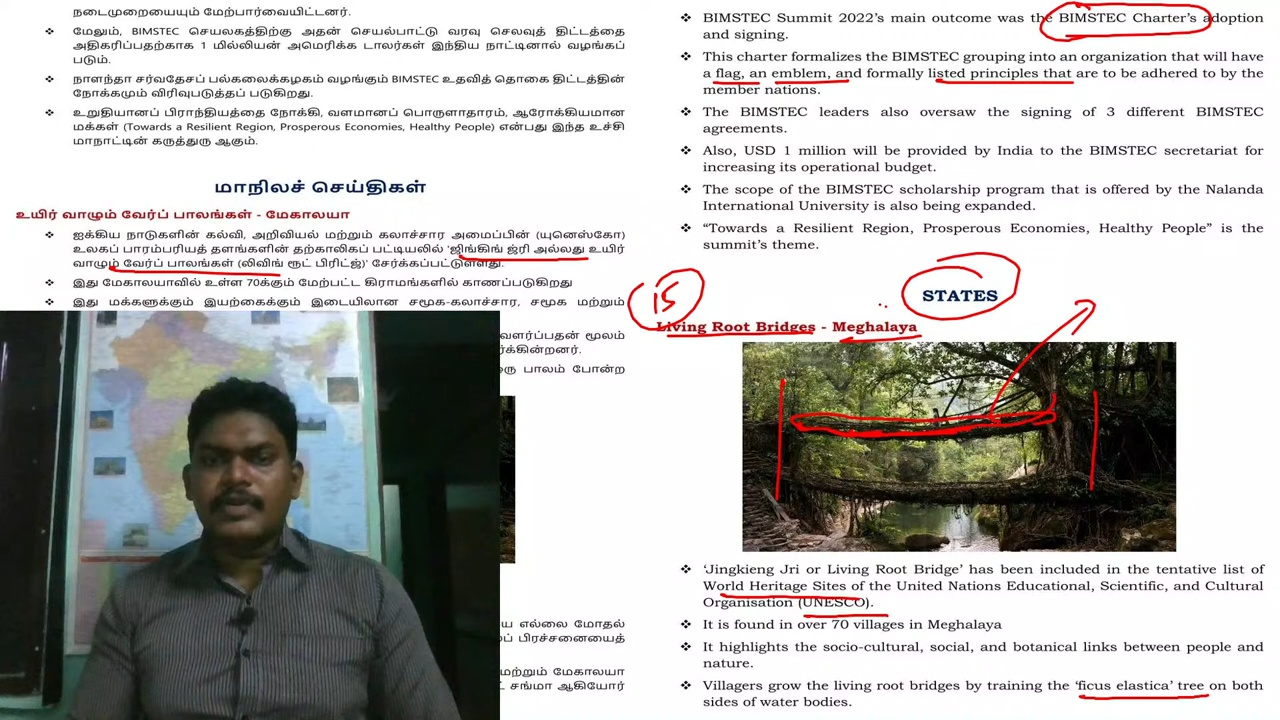 நடைமுறையையும் மேற்பார்வையிட்டனர்.
❖ மேலும், BIMSTEC செயலகத்திற்கு அதன் செயல்பாட்டு வரவு செலவுத் திட்டத்தை
அதிகரிப்பதற்காக 1 மில்லியன் அமெரிக்க டாலர்கள் இந்திய நாட்டினால் வழங்கப்
படும்.
❖ நாளந்தா சர்வதேசப் பல்கலைக்கழகம் வழங்கும் BIMSTEC உதவித் தொகை திட்டத்தின்
நோக்கமும் விரிவுபடுத்தப் படுகிறது.
❖ உறுதியானப் பிராந்தியத்தை நோக்கி, வளமானப் பொருளாதாரம், ஆரோக்கியமான
மக்கள் (Towards a Resilient Region, Prosperous Economies, Healthy People) என்பது இந்த உச்சி
மாநாட்டின் கருத்துரு ஆகும்.
மாநிலச் செய்திகள்
உயிர் வாழும் வேர்ப் பாலங்கள் - மேகாலயா
❖ ஐக்கிய நாடுகளின் கல்வி, அறிவியல் மற்றும் கலாச்சார அமைப்பின் (யுனெஸ்கோ)
உலகப் பாரம்பரியத் தளங்களின் தற்காலிகப் பட்டியலில் 'ஜிங்கிங் ஜ்ரி அல்லது உயிர்
வாழும் வேர்ப் பாலங்கள் (லிவிங் ரூட் பிரிட்ஜ்)' சேர்க்கப்பட்டுள்ளது.
❖ இது மேகாலயாவில் உள்ள 70க்கும் மேற்பட்ட கிராமங்களில் காணப்படுகிறது
❖ இது மக்களுக்கும் இயற்கைக்கும் இடையிலான சமூக-கலாச்சார, சமூக மற்றும்
வளர்ப்பதன் மூலம்
ரு பாலம் போன்ற
எல்லை மோதல்
பிரச்சனையைத்
மற்றும் மேகாலயா
சங்மா ஆகியோர்
❖ BIMSTEC Summit 2022's main outcome was the BIMSTEC Charter's adoption
and signing.
❖ This charter formalizes the BIMSTEC grouping into an organization that will have
a flag, an emblem, and formally listed principles that are to be adhered to by the
member nations.
❖ The BIMSTEC leaders also oversaw the signing of 3 different BIMSTEC
agreements.
❖ Also, USD 1 million will be provided by India to the BIMSTEC secretariat for
increasing its operational budget.
❖ The scope of the BIMSTEC scholarship program that is offered by the Nalanda
International University is also being expanded.
❖ "Towards a Resilient Region, Prosperous Economies, Healthy People" is the
summit's theme.
15
STATES
Living Root Bridges - Meghalaya
❖ 'Jingkieng Jri or Living Root Bridge' has been included in the tentative list of
World Heritage Sites of the United Nations Educational, Scientific, and Cultural
Organisation (UNESCO).
❖ It is found in over 70 villages in Meghalaya
❖ It highlights the socio-cultural, social, and botanical links between people and
nature.
❖ Villagers grow the living root bridges by training the 'ficus elastica' tree on both
sides of water bodies.